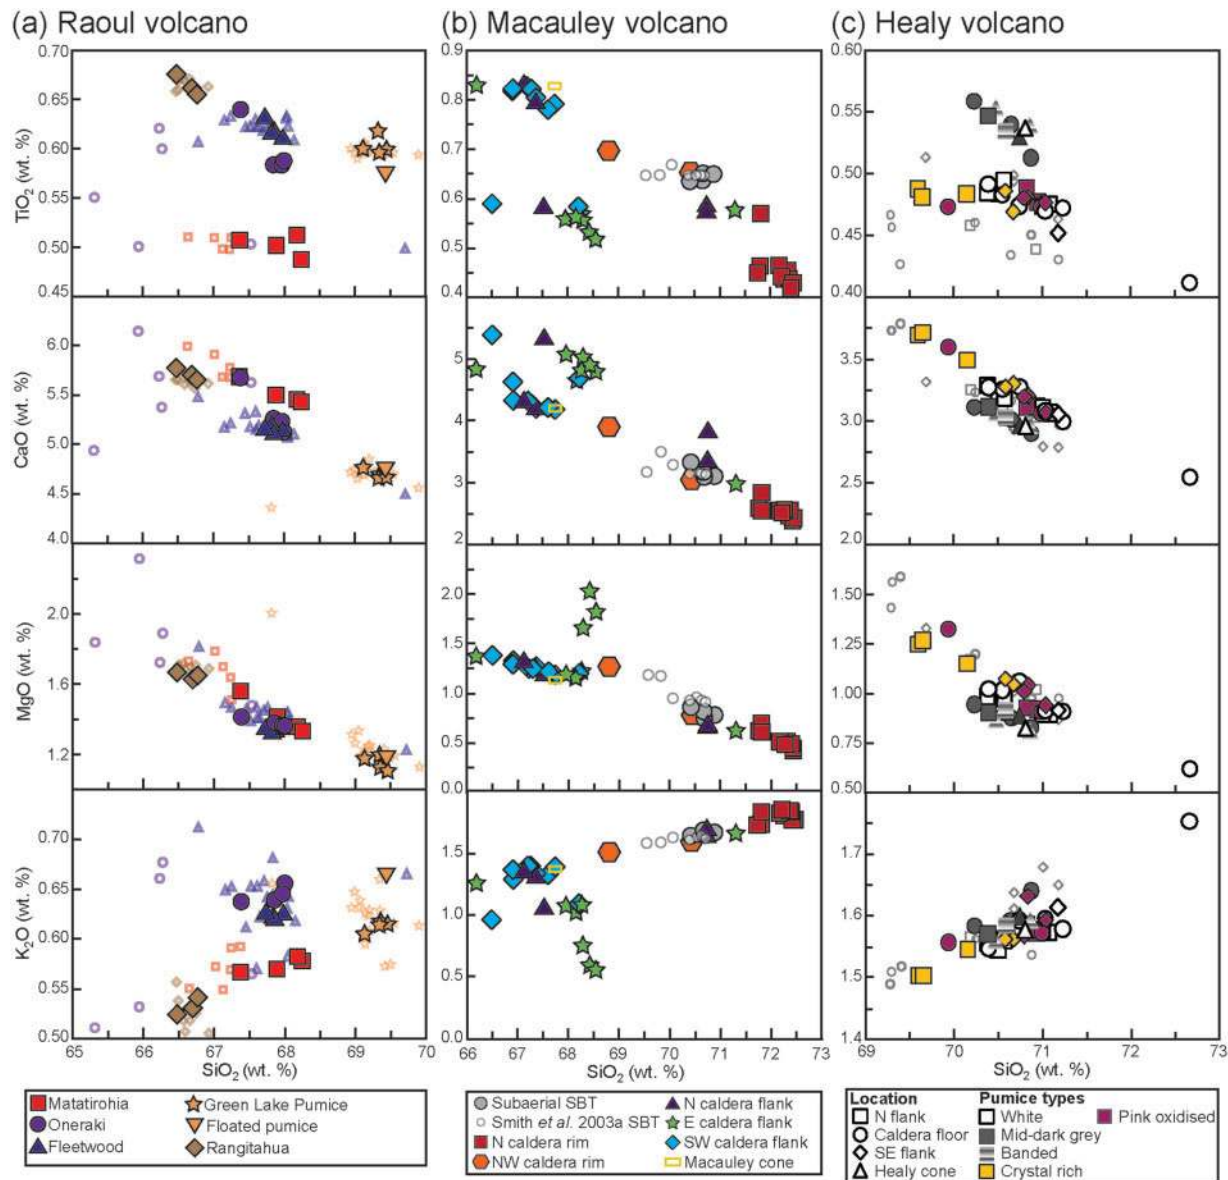 (a) Raoul volcano
(b) Macauley volcano
(c) Healy volcano
TiO2 (wt. %)
0.70
0.65
0.60
0.55
0.50
0.45
0.9
0.8
0.7
0.6
0.5
0.4
0.60
0.55
0.50
0.45
0.40
CaO (wt. %)
6.0
5.5
5.0
4.5
4.0
5
4
3
2
3.5
3.0
2.5
2.0
MgO (wt. %)
2.0
1.6
1.2
2.0
1.5
1.0
0.5
0.0
1.50
1.25
1.00
0.75
0.50
K2O (wt. %)
0.70
0.65
0.60
0.55
0.50
1.5
1.0
0.5
0.0
1.7
1.6
1.5
1.4
65 66 67 68 69 70
66 67 68 69 70 71 72 73
69 70 71 72 73
SiO2 (wt. %)
SiO2 (wt. %)
SiO2 (wt. %)
Matatirohia
Oneraki
Fleetwood
Green Lake Pumice
Floated pumice
Rangitahua
Subaerial SBT
Smith et al. 2003a SBT
N caldera rim
NW caldera rim
N caldera flank
E caldera flank
SW caldera flank
Macauley cone
Location
N flank
Caldera floor
SE flank
Healy cone
Pumice types
White
Mid-dark grey
Banded
Crystal rich
Pink oxidised